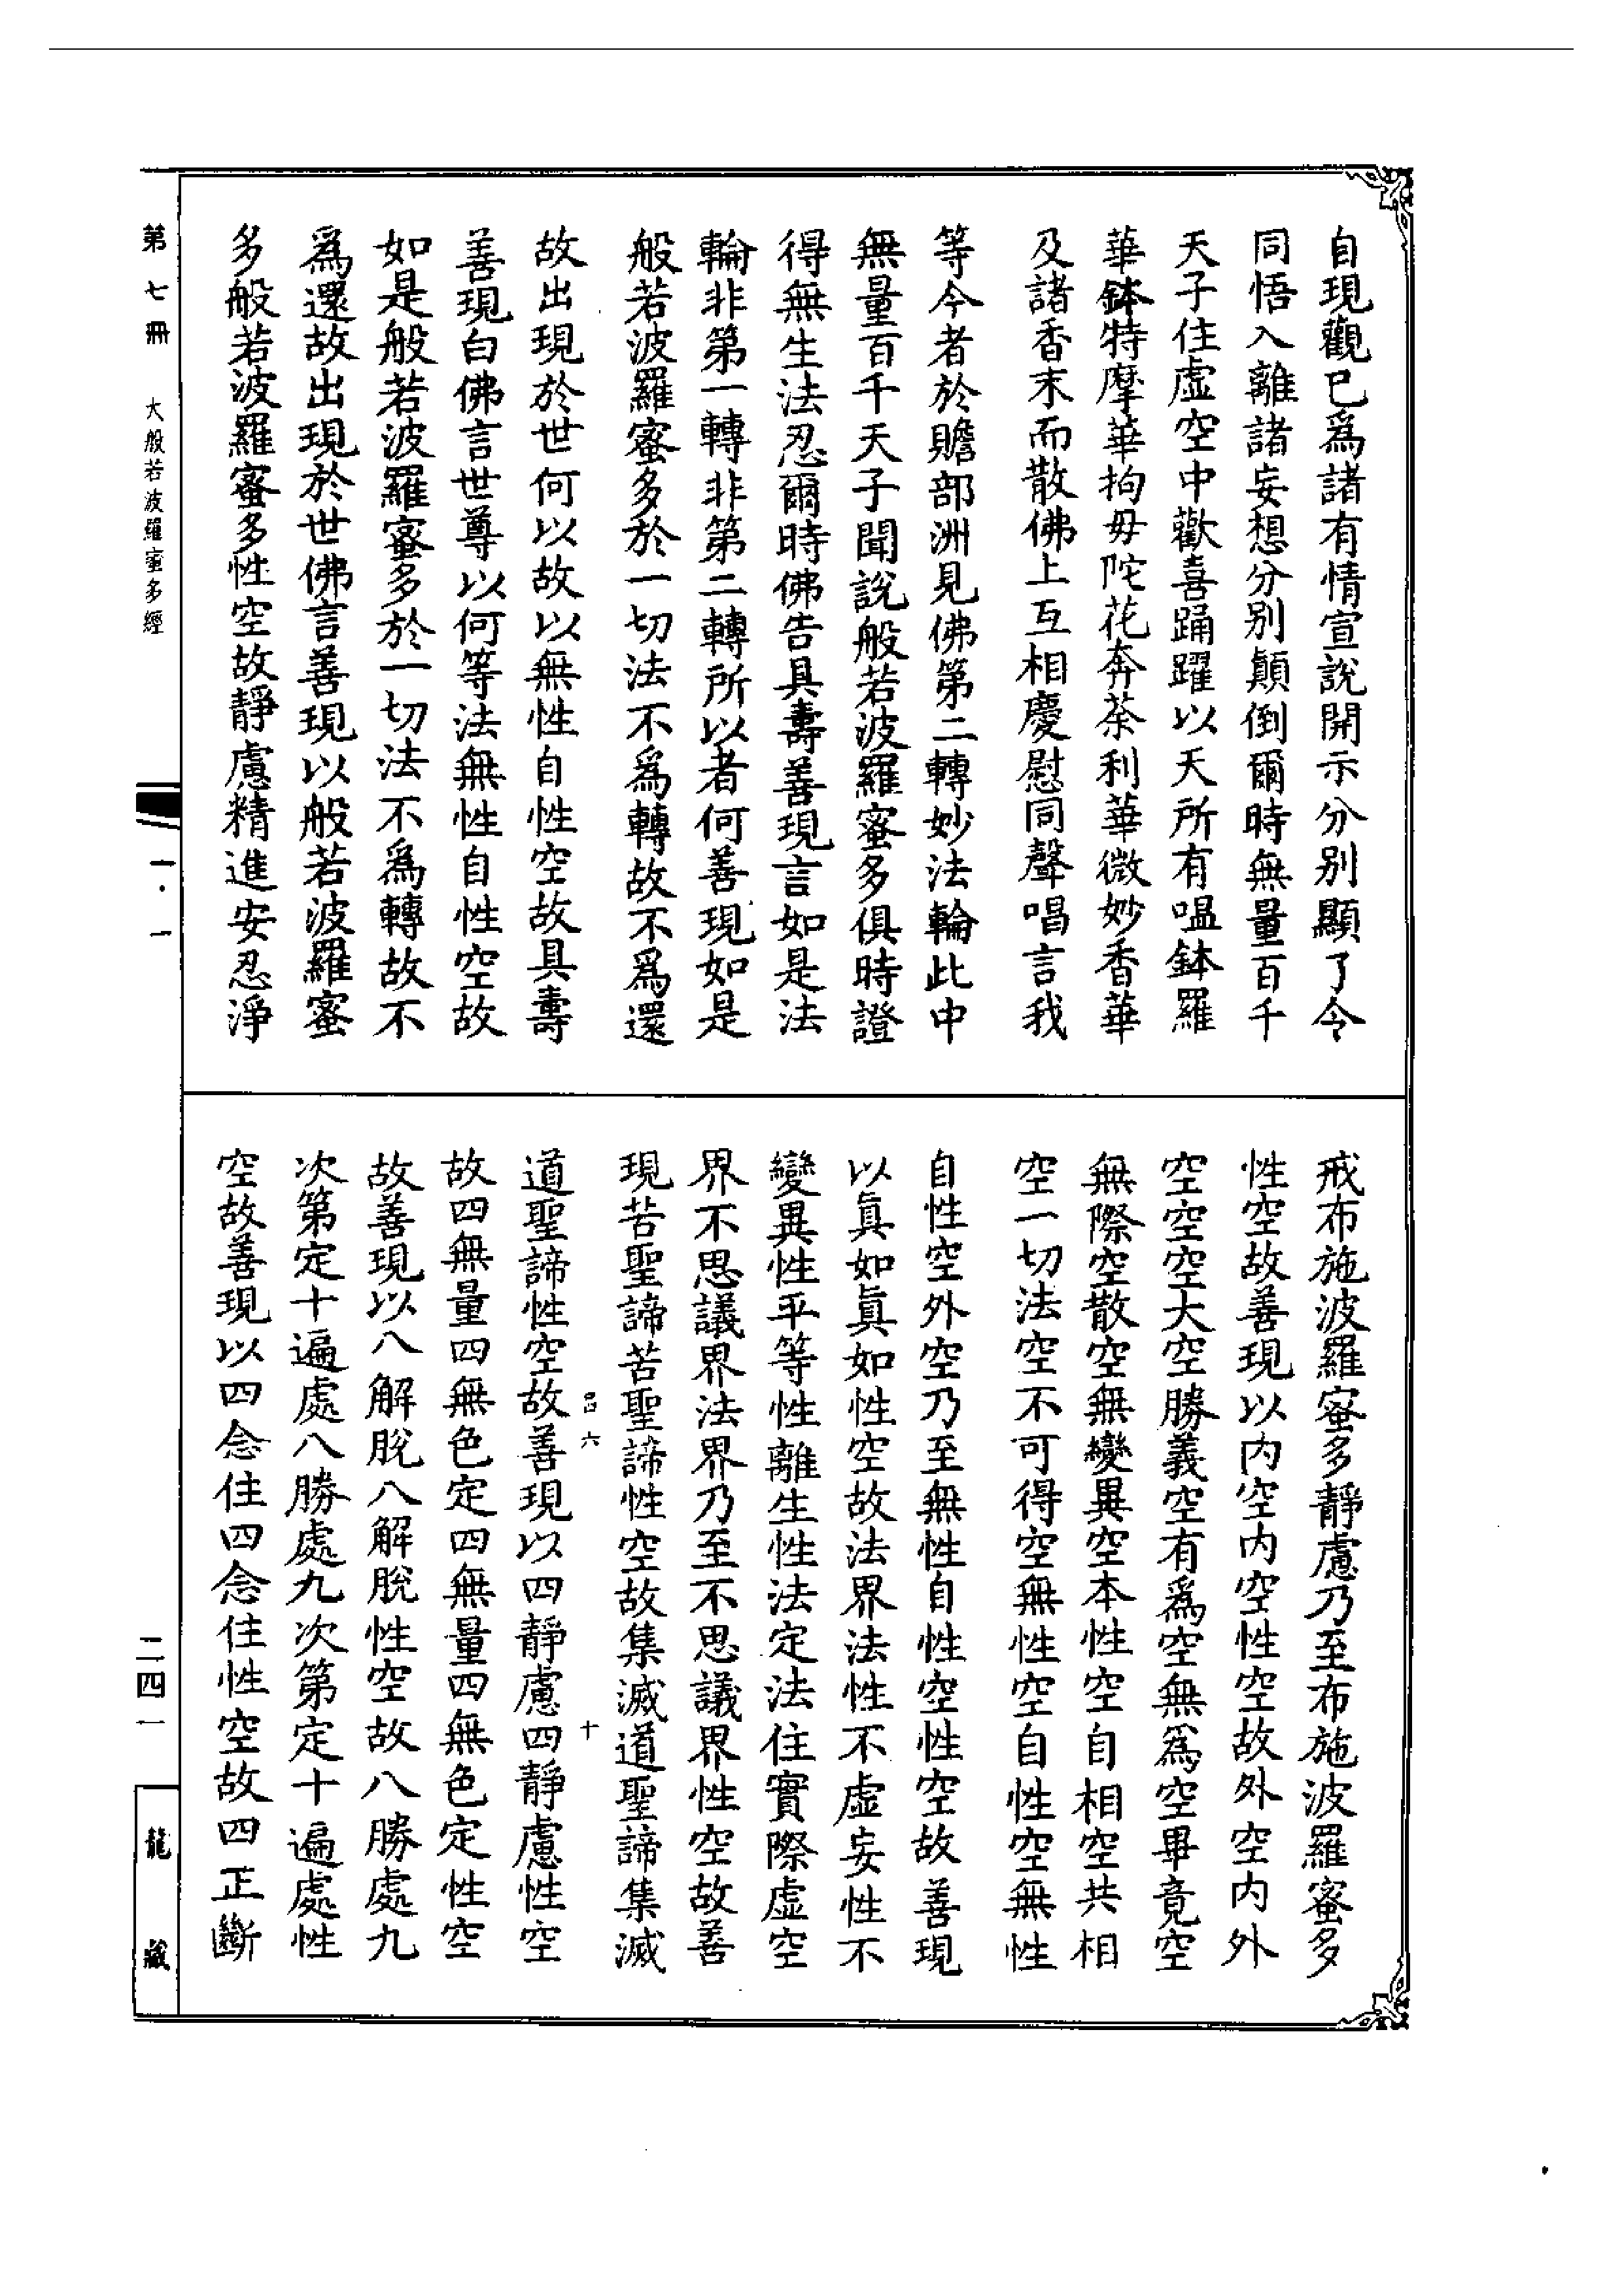 自現觀已爲諸有情宣說開示分别顯了令
同悟入離諸妄想分别顛倒爾時無量百千
天子住虚空中歡喜踊躍以天所有嗢鉢羅
華鉢特摩華拘毋陀花奔荼利華微妙香華
及諸香末而散佛上互相慶慰同聲唱言我
等今者於贍部洲見佛第二轉妙法輪此中
無量百千天子聞說般若波羅蜜多俱時證
得無生法忍爾時佛告具壽善現言如是法
輪非第一轉非第二轉所以者何善現如是
般若波羅蜜多於一切法不爲轉故不爲還
故出現於世何以故以無性自性空故具壽
善現白佛言世尊以何等法無性自性空故
如是般若波羅蜜多於一切法不爲轉故不
爲還故出現於世佛言善現以般若波羅蜜
多般若波羅蜜多性空故靜慮精進安忍淨
戒布施波羅蜜多靜慮乃至布施波羅蜜多
性空故善現以内空内空性空故外空内外
空空空大空勝義空有爲空無爲空畢竟空
無際空散空無變異空本性空自相空共相
空一切法空不可得空無性空自性空無性
自性空外空乃至無性自性空性空故善現
以眞如眞如性空故法界法性不虚妄性不
變異性平等性離生性法定法住實際虚空
界不思議界法界乃至不思議界性空故善
現苦聖諦苦聖諦性空故集滅道聖諦集滅
道聖諦性空故善現以四靜慮四靜慮性空
故四無量四無色定四無量四無色定性空
故善現以八解脫八解脫性空故八勝處九
次第定十遍處八勝處九次第定十遍處性
空故善現以四念住四念住性空故四正斷
呂六
十
第七冊
大般若波羅蜜多經
一·一
二四一
龍藏